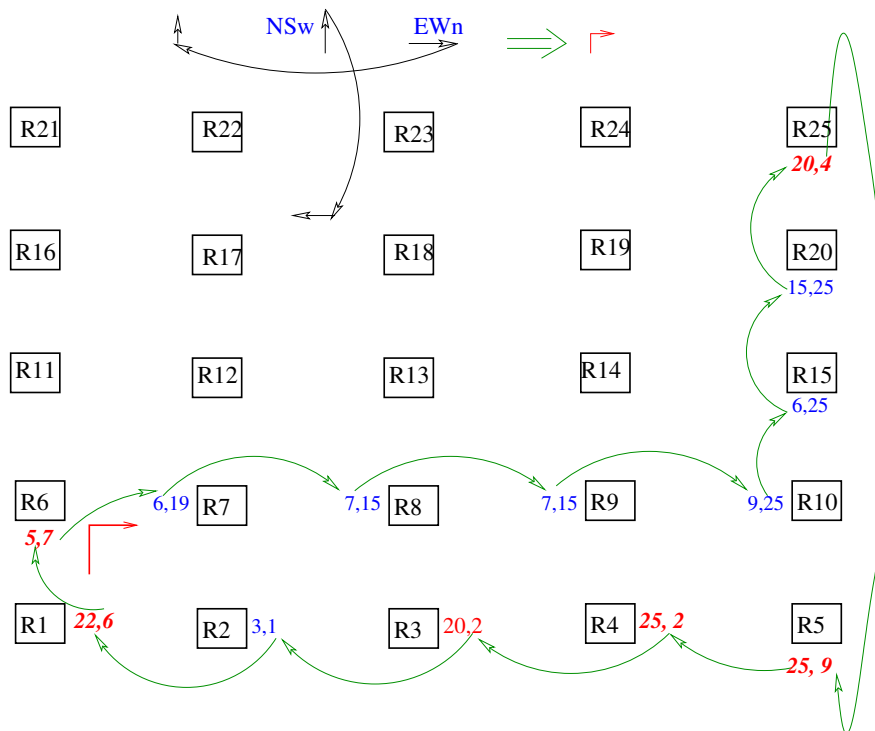 NSw EWn
R21 R22 R23 R24 R25
20,4
R16 R17 R18 R19 R20
15,25
R11 R12 R13 R14 R15
6,25
R6 6,19 R7 7,15 R8 7,15 R9 9,25 R10
5,7
R1 22,6 R2 3,1 R3 20,2 R4 25, 2 R5
25, 9